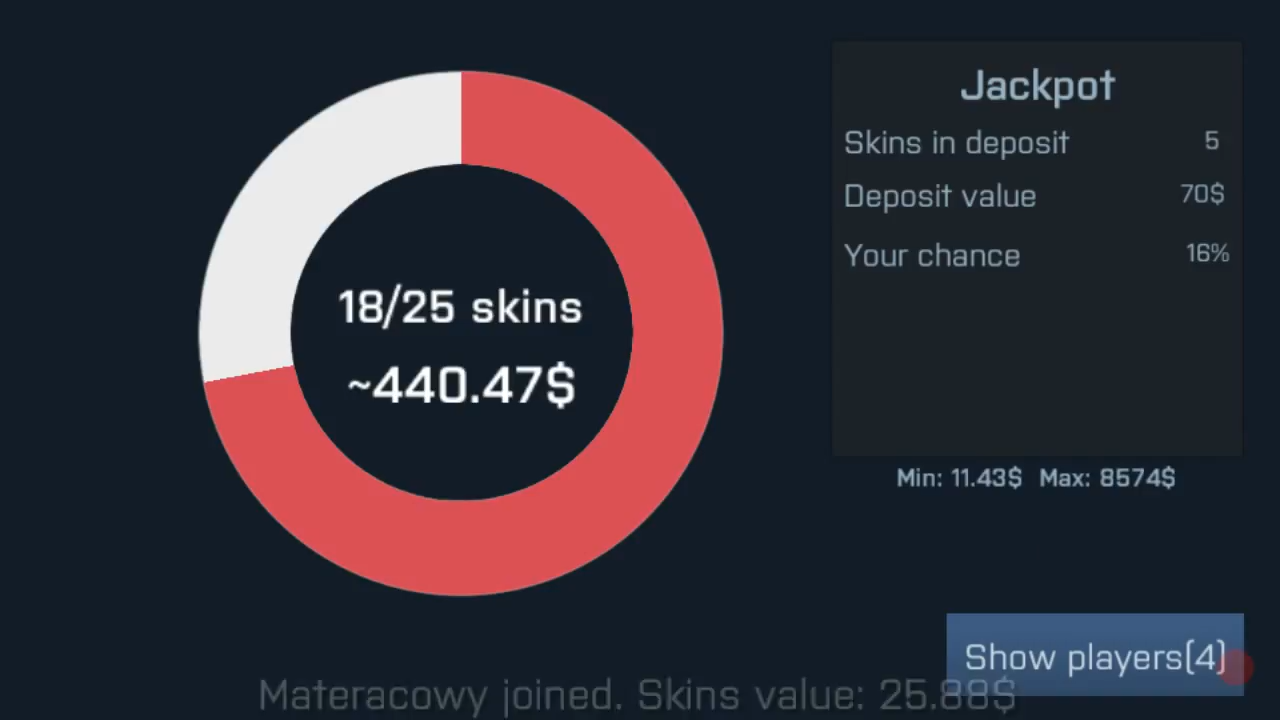 Jackpot
Skins in deposit 5
Deposit value 70$
Your chance 16%
18/25 skins
~440.47$
Min: 11.43$ Max: 8574$
Show players(4)
Materacowy joined. Skins value: 25.88$